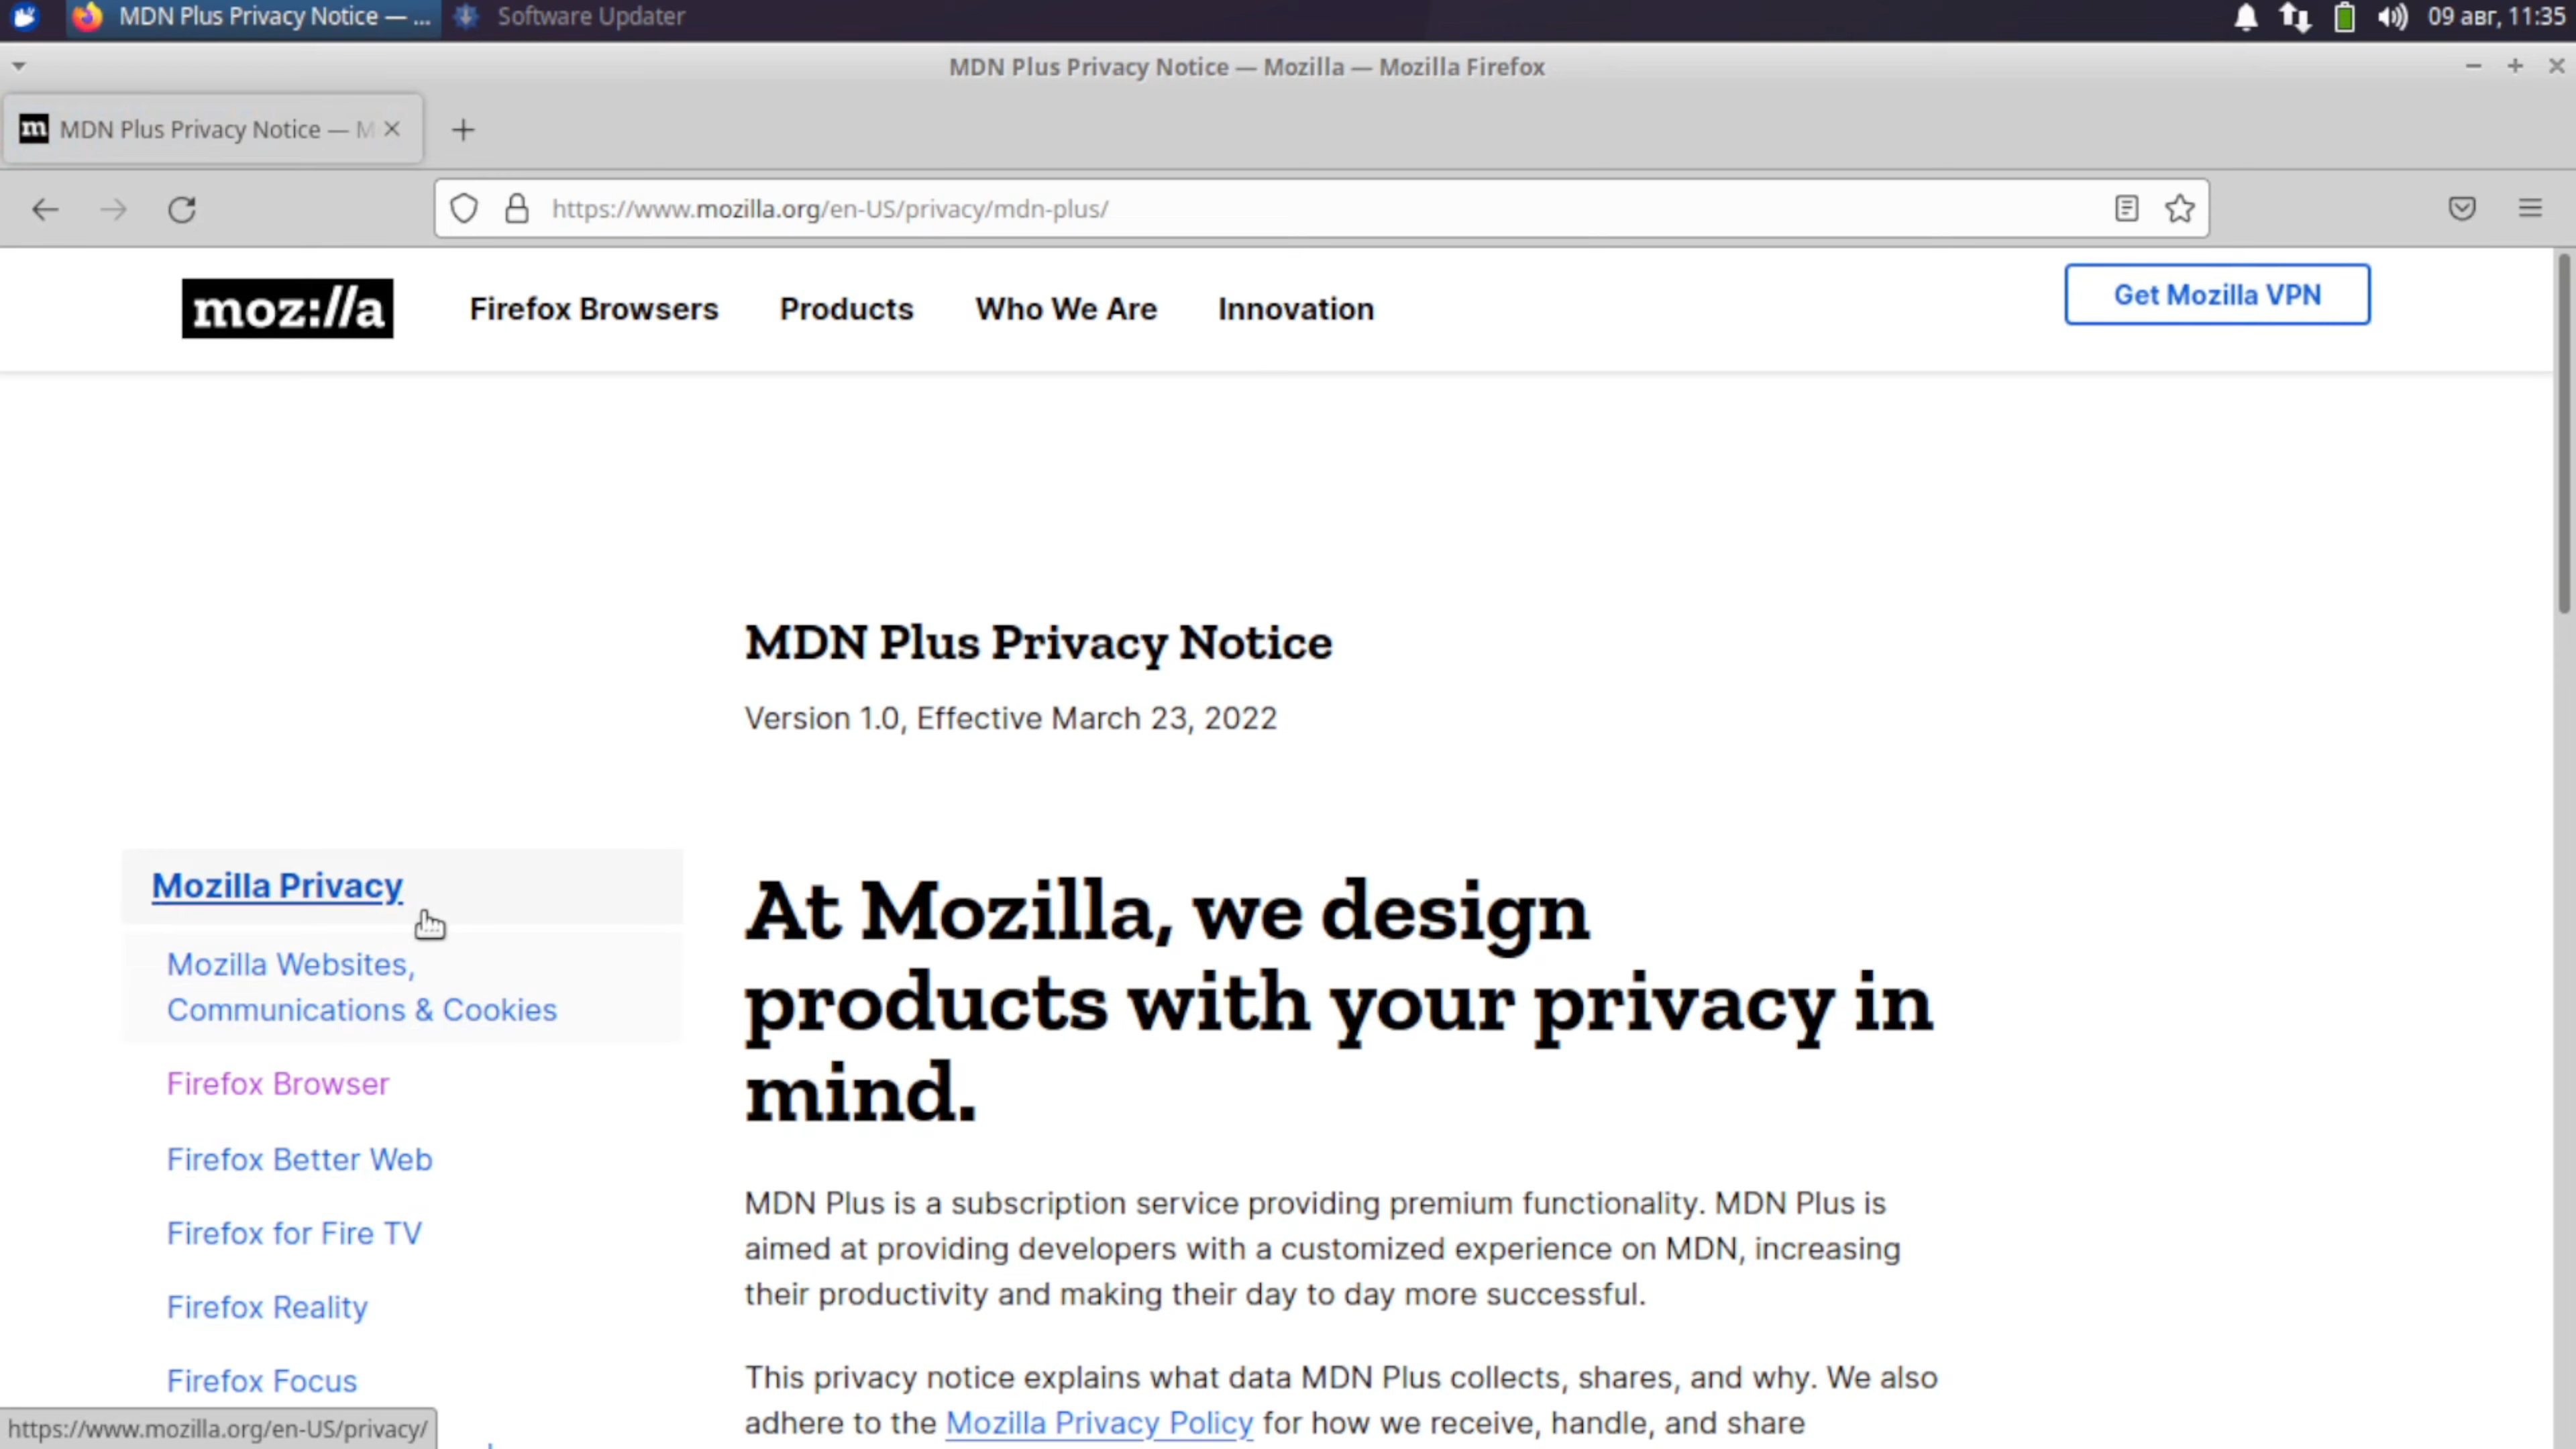 MDN Plus Privacy Notice — ...
Software Updater
09 авг, 11:35
MDN Plus Privacy Notice — Mozilla — Mozilla Firefox
MDN Plus Privacy Notice — M
https://www.mozilla.org/en-US/privacy/mdn-plus/
moz://a
Firefox Browsers
Products
Who We Are
Innovation
Get Mozilla VPN
MDN Plus Privacy Notice
Version 1.0, Effective March 23, 2022
Mozilla Privacy
Mozilla Websites,
Communications & Cookies
Firefox Browser
Firefox Better Web
Firefox for Fire TV
Firefox Reality
Firefox Focus
At Mozilla, we design
products with your privacy in
mind.
MDN Plus is a subscription service providing premium functionality. MDN Plus is
aimed at providing developers with a customized experience on MDN, increasing
their productivity and making their day to day more successful.
This privacy notice explains what data MDN Plus collects, shares, and why. We also
adhere to the Mozilla Privacy Policy for how we receive, handle, and share
https://www.mozilla.org/en-US/privacy/